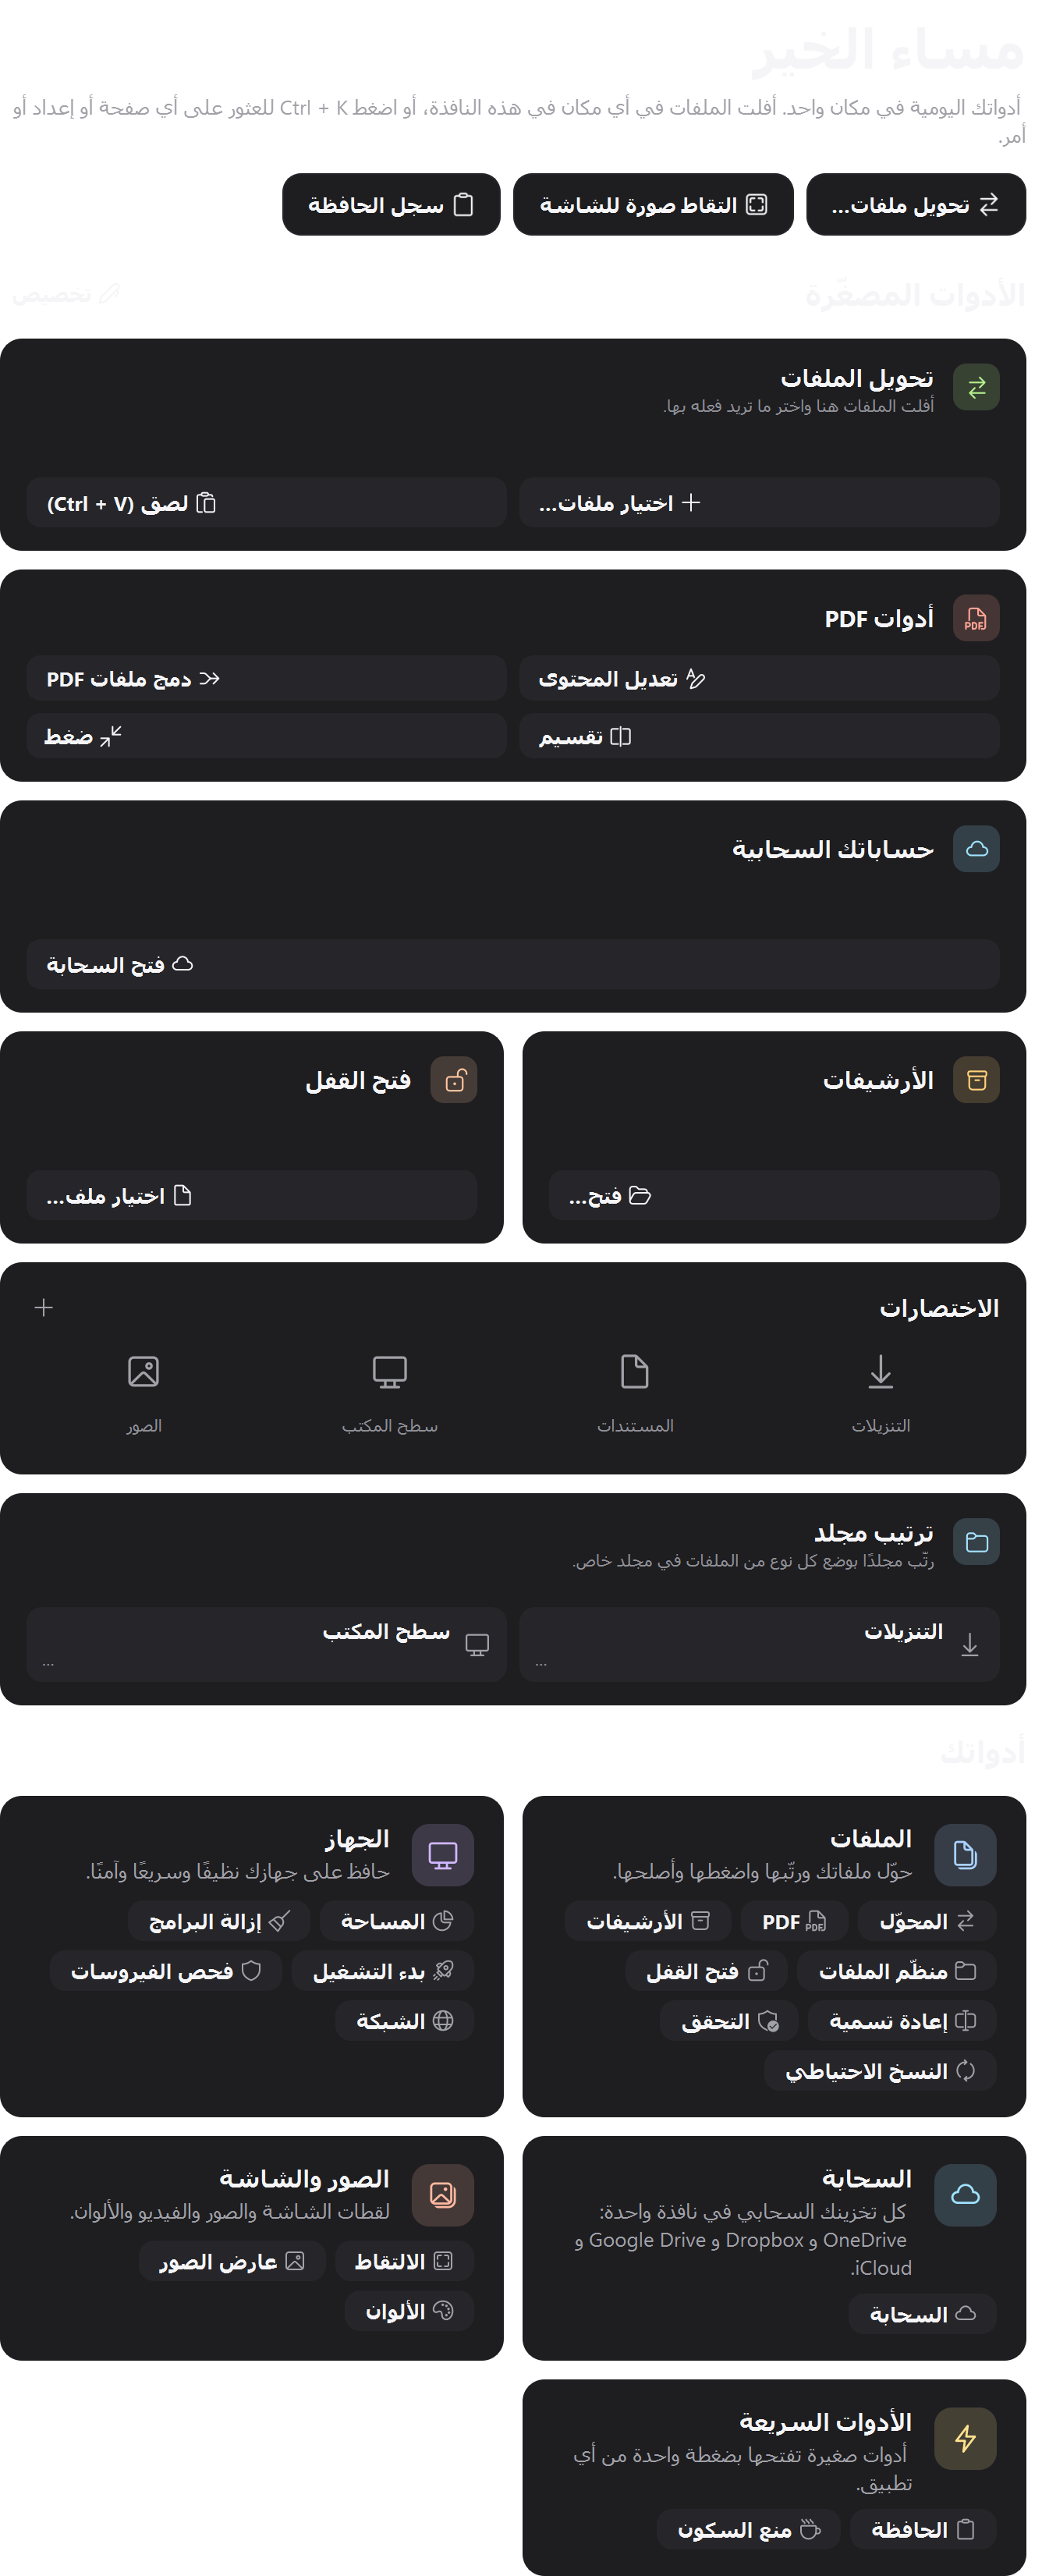 مساء الخير
أدواتك اليومية في مكان واحد. أفلت الملفات في أي مكان في هذه النافذة، أو اضغط Ctrl + K للعثور على أي صفحة أو إعداد أو
أمر.
تحويل ملفات...
التقاط صورة للشاشة
سجل الحافظة
الأدوات المصغّرة
تخصيص
تحويل الملفات
أفلت الملفات هنا واختر ما تريد فعله بها.
اختيار ملفات...
لصق (Ctrl + V)
أدوات PDF
PDF
تعديل المحتوى
دمج ملفات PDF
تقسيم
ضغط
حساباتك السحابية
فتح السحابة
الأرشيفات
فتح القفل
فتح...
اختيار ملف...
الاختصارات
التنزيلات
المستندات
سطح المكتب
الصور
ترتيب مجلد
رتّب مجلدًا بوضع كل نوع من الملفات في مجلد خاص.
التنزيلات
...
سطح المكتب
...
أدواتك
الملفات
حوّل ملفاتك ورتّبها واضغطها وأصلحها.
المحوّل
PDF
PDF
الأرشيفات
منظّم الملفات
فتح القفل
إعادة تسمية
التحقق
النسخ الاحتياطي
الجهاز
حافظ على جهازك نظيفًا وسريعًا وآمنًا.
المساحة
إزالة البرامج
بدء التشغيل
فحص الفيروسات
الشبكة
السحابة
كل تخزينك السحابي في نافذة واحدة:
OneDrive و Dropbox و Google Drive و
iCloud.
السحابة
الصور والشاشة
لقطات الشاشة والصور والفيديو والألوان.
الالتقاط
عارض الصور
الألوان
الأدوات السريعة
أدوات صغيرة تفتحها بضغطة واحدة من أي
تطبيق.
الحافظة
منع السكون